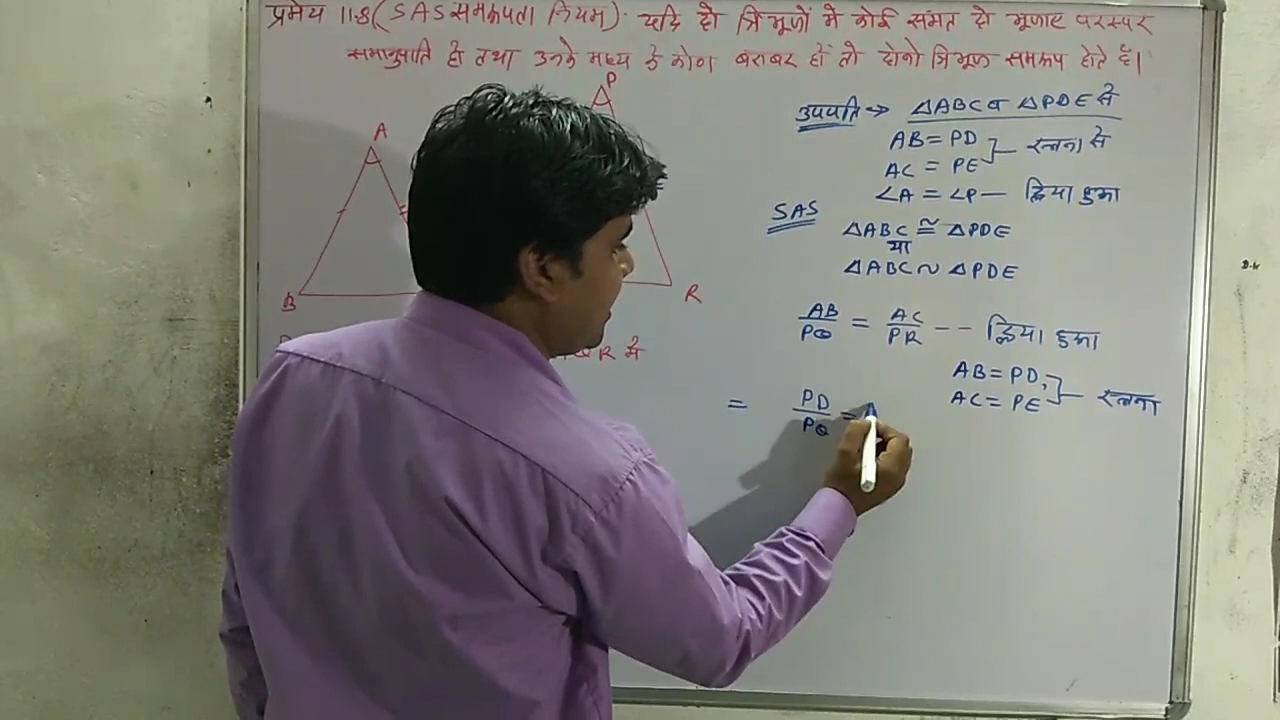 प्रमेय 11.8 (SAS समरूपता नियम). यदि दो त्रिभुजों में कोई संगत दो भुजाएं परस्पर
समानुपाति हो तथा उनके मध्य के कोण बराबर हों तो दोनो त्रिभुज समरूप होते हैं।
P
A
B
R
QR में
उपपत्ति → ΔABC व ΔPDE से
AB = PD
AC = PE } — रचना से
∠A = ∠P — दिया हुआ
SAS ΔABC ≅ ΔPDE
या
ΔABC ~ ΔPDE
AB/PQ = AC/PR -- दिया हुआ
AB = PD,
AC = PE } — रचना
= PD/PQ =